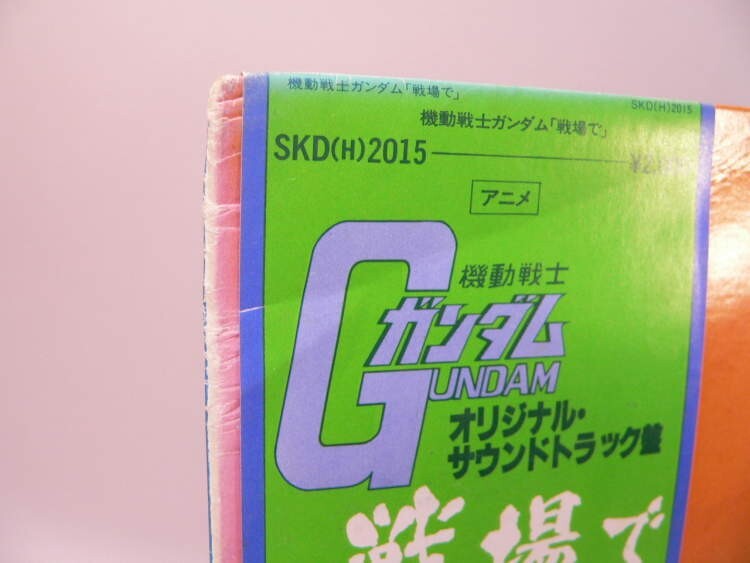 機動戦士ガンダム「戦場で」
SKD(H)2015
機動戦士ガンダム「戦場で」
SKD(H)2015
アニメ
機動戦士
ガンダム
GUNDAM
オリジナル・
サウンドトラック盤
戦場で